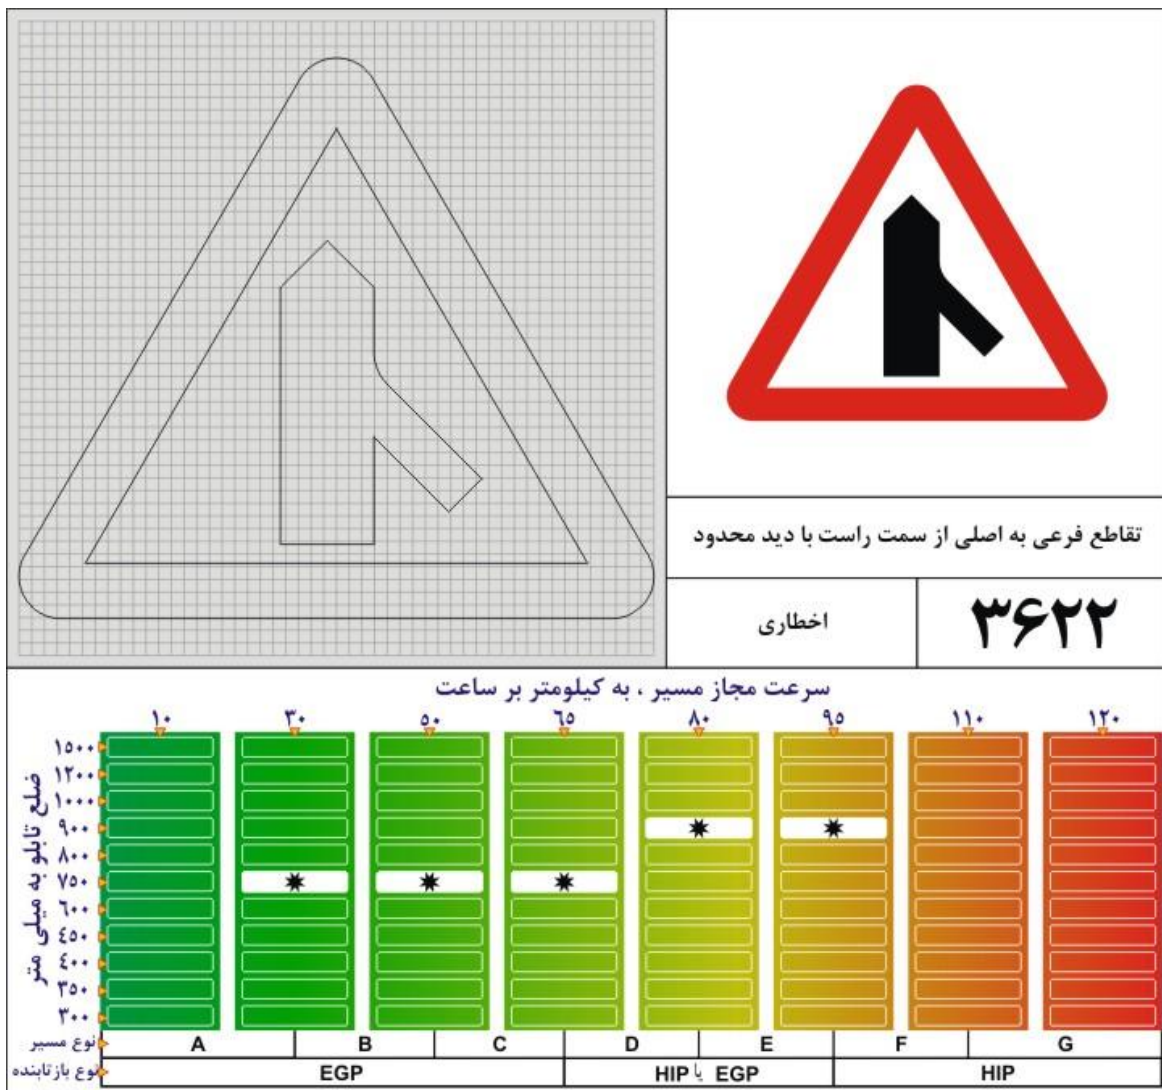 تقاطع فرعی به اصلی از سمت راست با دید محدود
۳۶۲۲
اخطاری
سرعت مجاز مسیر ، به کیلومتر بر ساعت
۱۰ ۳۰ ۵۰ ۶۵ ۸۰ ۹۵ ۱۱۰ ۱۲۰
ضلع تابلو به میلی متر
۱۵۰۰
۱۲۰۰
۱۰۰۰
۹۰۰
۸۰۰
۷۵۰
۶۰۰
۴۵۰
۴۰۰
۳۵۰
۳۰۰
نوع مسیر A B C D E F G
نوع بازتابنده EGP HIP یا EGP HIP